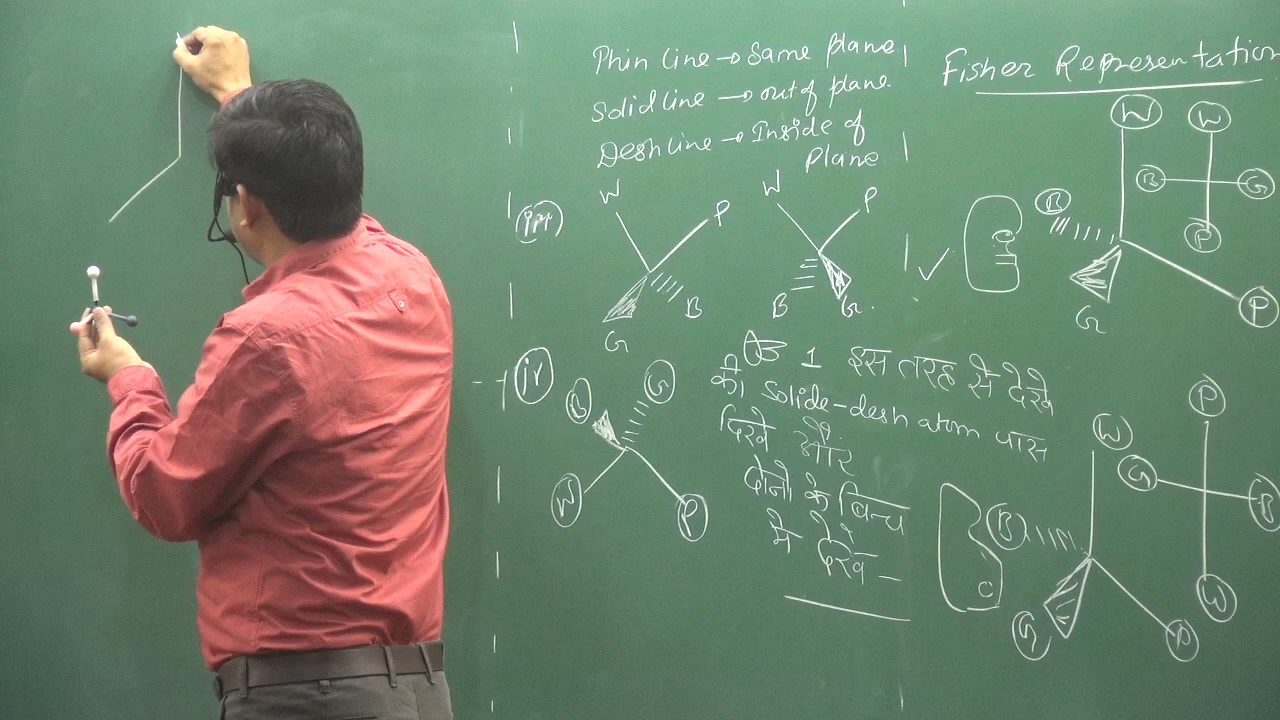 Phin line → Same plane
Solid line → out of plane.
Desh line → Inside of
Plane
W
P
B
G
W
P
B
G
iv
B
G
W
P
1 इस तरह से देखे
की Solide-desh atom पास
दिखे और
दोनो के बिच्च
मे देखे —
Fisher Representation
W
W
B
G
P
B
G
P
P
W
G
B
B
W
G
P